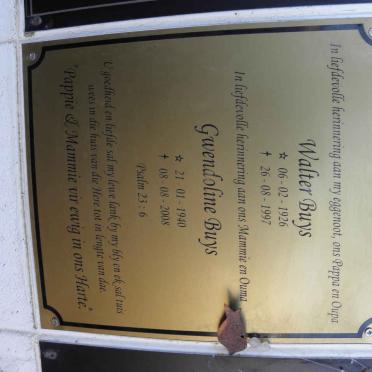 In liefdevolle herinnering aan my eggenoot, ons Pappa en Oupa
Walter Buys
☆ 06 - 02 - 1926
✝ 26 - 08 - 1997
In liefdevolle herinnering aan ons Mammie en Ouma
Gwendoline Buys
☆ 21 - 01 - 1940
✝ 08 - 08 - 2008
Psalm 23 : 6
U goedheid en liefde sal my lewe lank by my bly en ek sal tuis
wees in die huis van die Here tot in lengte van dae.
"Pappie & Mammie vir ewig in ons Harte."